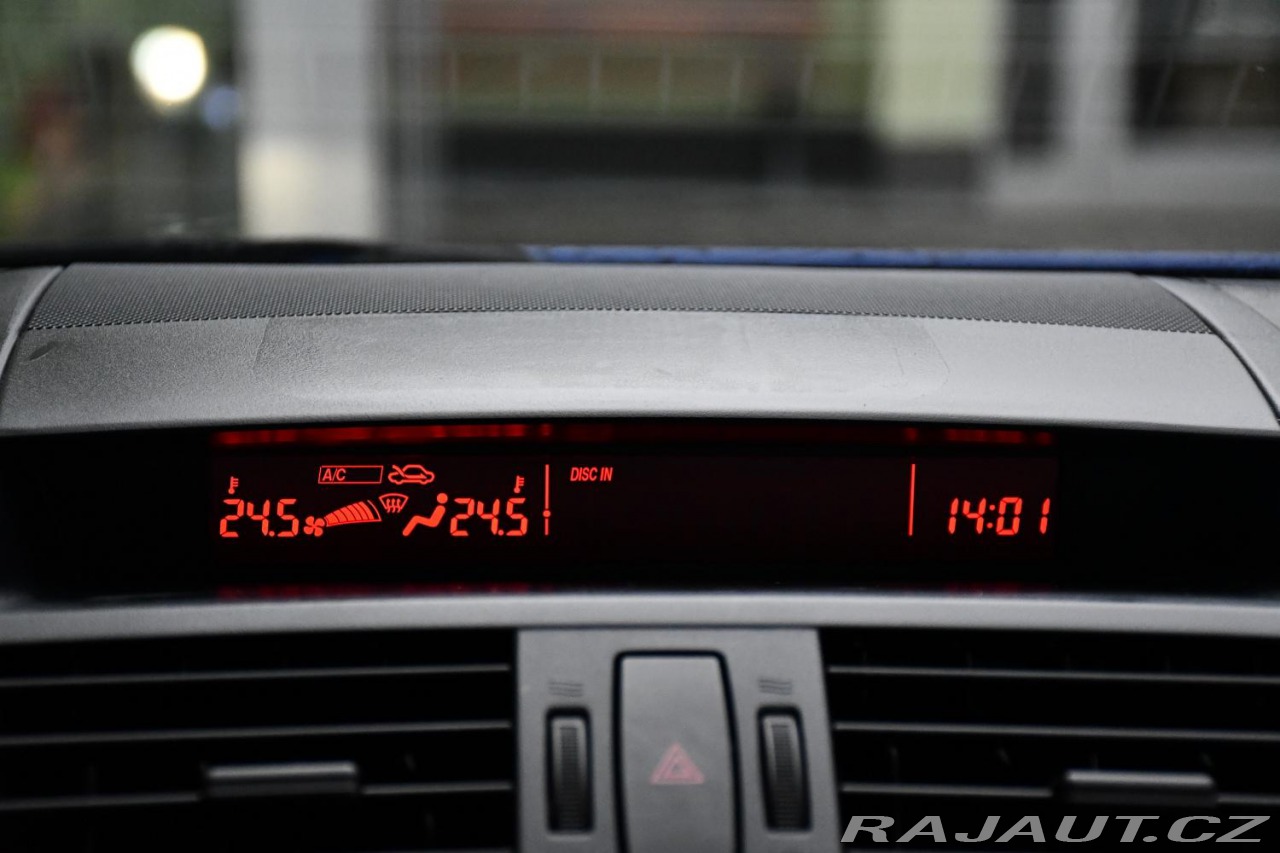 A/C
DISC IN
24.5
24.5
14:01
RAJAUT.CZ